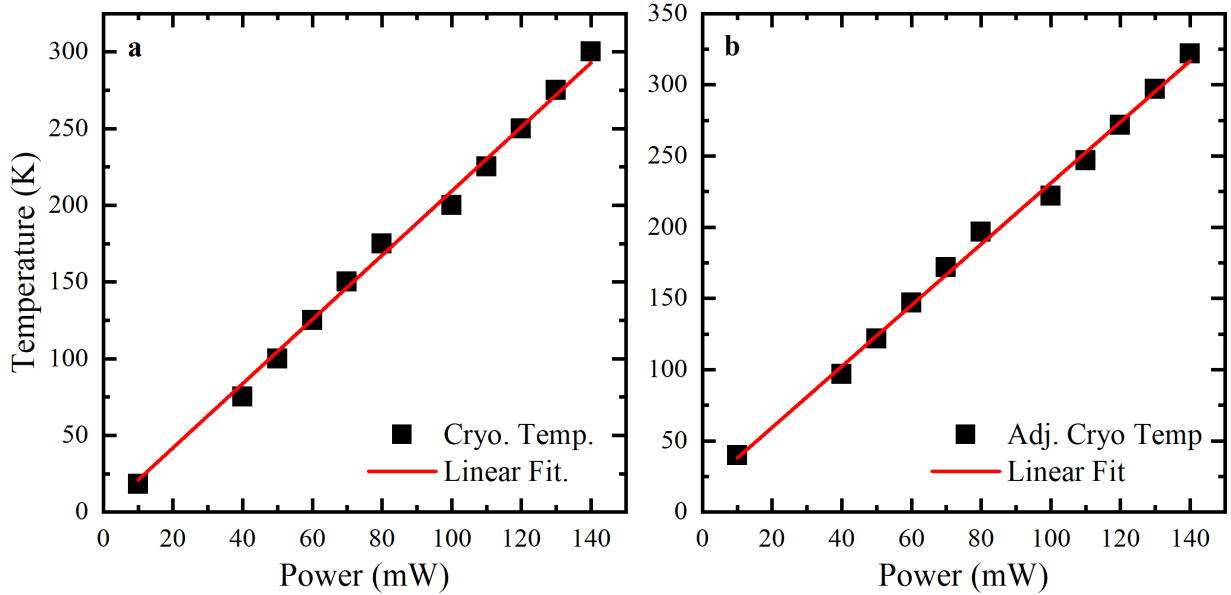 a
Temperature (K)
300
250
200
150
100
50
0
Cryo. Temp.
Linear Fit.
0 20 40 60 80 100 120 140
Power (mW)
b
350
300
250
200
150
100
50
0
Adj. Cryo Temp
Linear Fit
0 20 40 60 80 100 120 140
Power (mW)